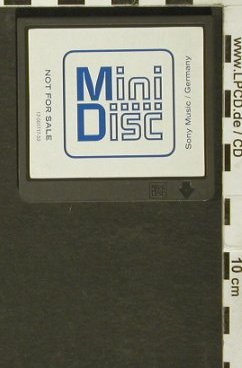 Mini
Disc
Sony Music / Germany
NOT FOR SALE
www.LPCD.de / CD
10 cm